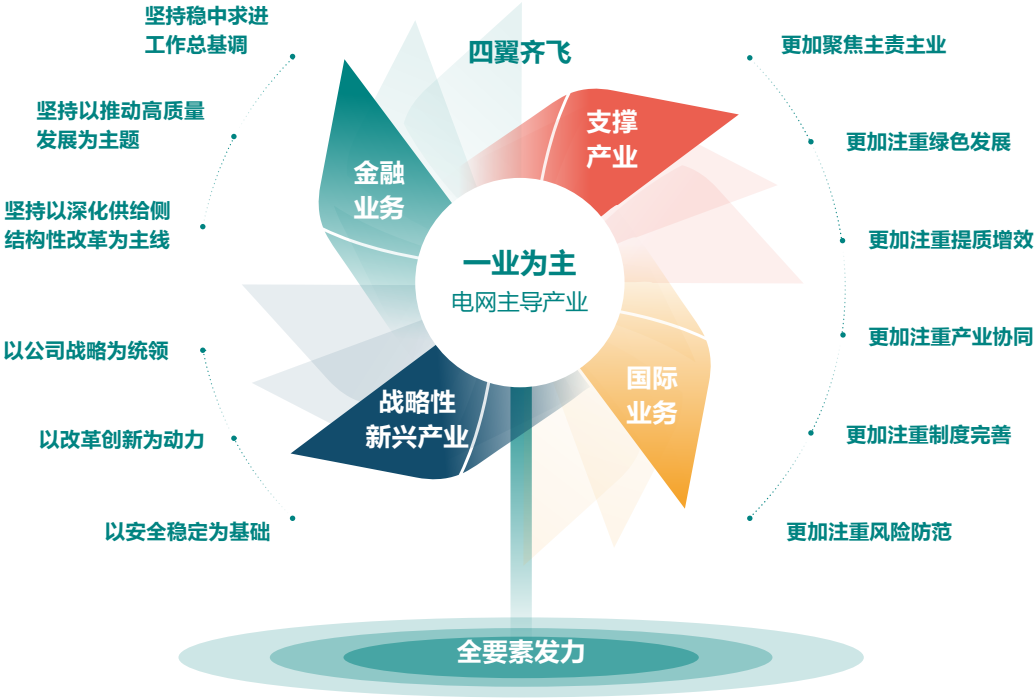 坚持稳中求进
工作总基调
坚持以推动高质量
发展为主题
坚持以深化供给侧
结构性改革为主线
以公司战略为统领
以改革创新为动力
以安全稳定为基础
四翼齐飞
金融
业务
支撑
产业
一业为主
电网主导产业
战略性
新兴产业
国际
业务
全要素发力
更加聚焦主责主业
更加注重绿色发展
更加注重提质增效
更加注重产业协同
更加注重制度完善
更加注重风险防范